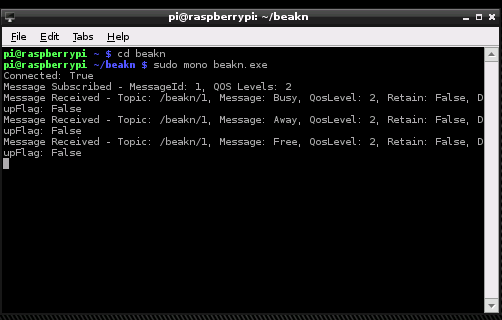 pi@raspberrypi: ~/beakn
File Edit Tabs Help
pi@raspberrypi ~ $ cd beakn
pi@raspberrypi ~/beakn $ sudo mono beakn.exe
Connected: True
Message Subscribed - MessageId: 1, QOS Levels: 2
Message Received - Topic: /beakn/1, Message: Busy, QosLevel: 2, Retain: False, D
upFlag: False
Message Received - Topic: /beakn/1, Message: Away, QosLevel: 2, Retain: False, D
upFlag: False
Message Received - Topic: /beakn/1, Message: Free, QosLevel: 2, Retain: False, D
upFlag: False